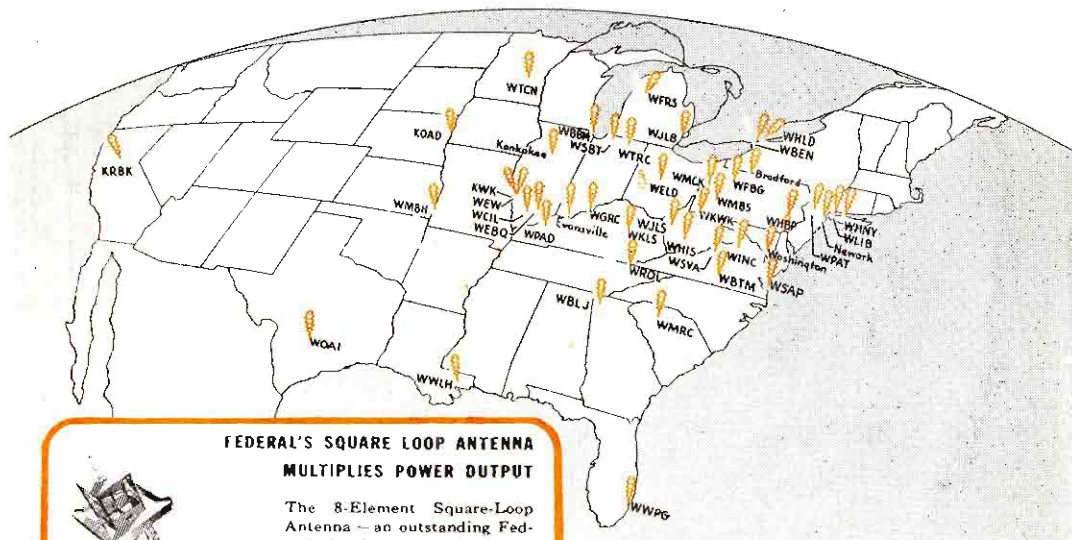 WTCN
WFRS
KOAD
WBBM
WSBT
WTRC
WJLB
WHLD
WBEN
KRBK
Kankakee
WMCK
WELD
Bradford
WFBG
WMBS
WMBH
KWK
WEW
WCIL
WEBQ
WPAD
Evansville
WGRC
WJLS
WKLS
WKWK
WHBP
WHNY
WLIB
Newark
WPAT
WHIS
WSVA
WINC
Washington
WROL
WBTM
WSAP
WBLJ
WMRC
WOAI
WWLH
WWPG
FEDERAL'S SQUARE LOOP ANTENNA
MULTIPLIES POWER OUTPUT
The 8-Element Square-Loop
Antenna – an outstanding Fed-